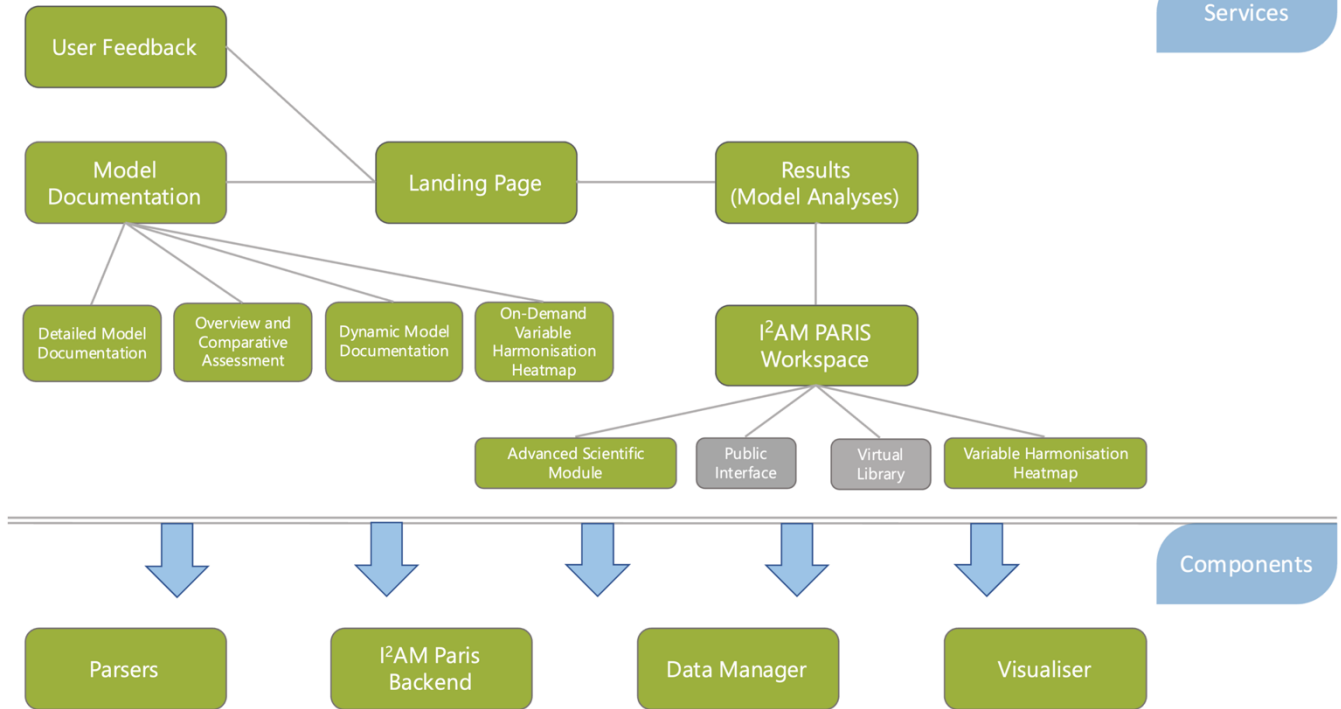 Services
User Feedback
Model
Documentation
Landing Page
Results
(Model Analyses)
Detailed Model
Documentation
Overview and
Comparative
Assessment
Dynamic Model
Documentation
On-Demand
Variable
Harmonisation
Heatmap
I²AM PARIS
Workspace
Advanced Scientific
Module
Public
Interface
Virtual
Library
Variable Harmonisation
Heatmap
Components
Parsers
I²AM Paris
Backend
Data Manager
Visualiser